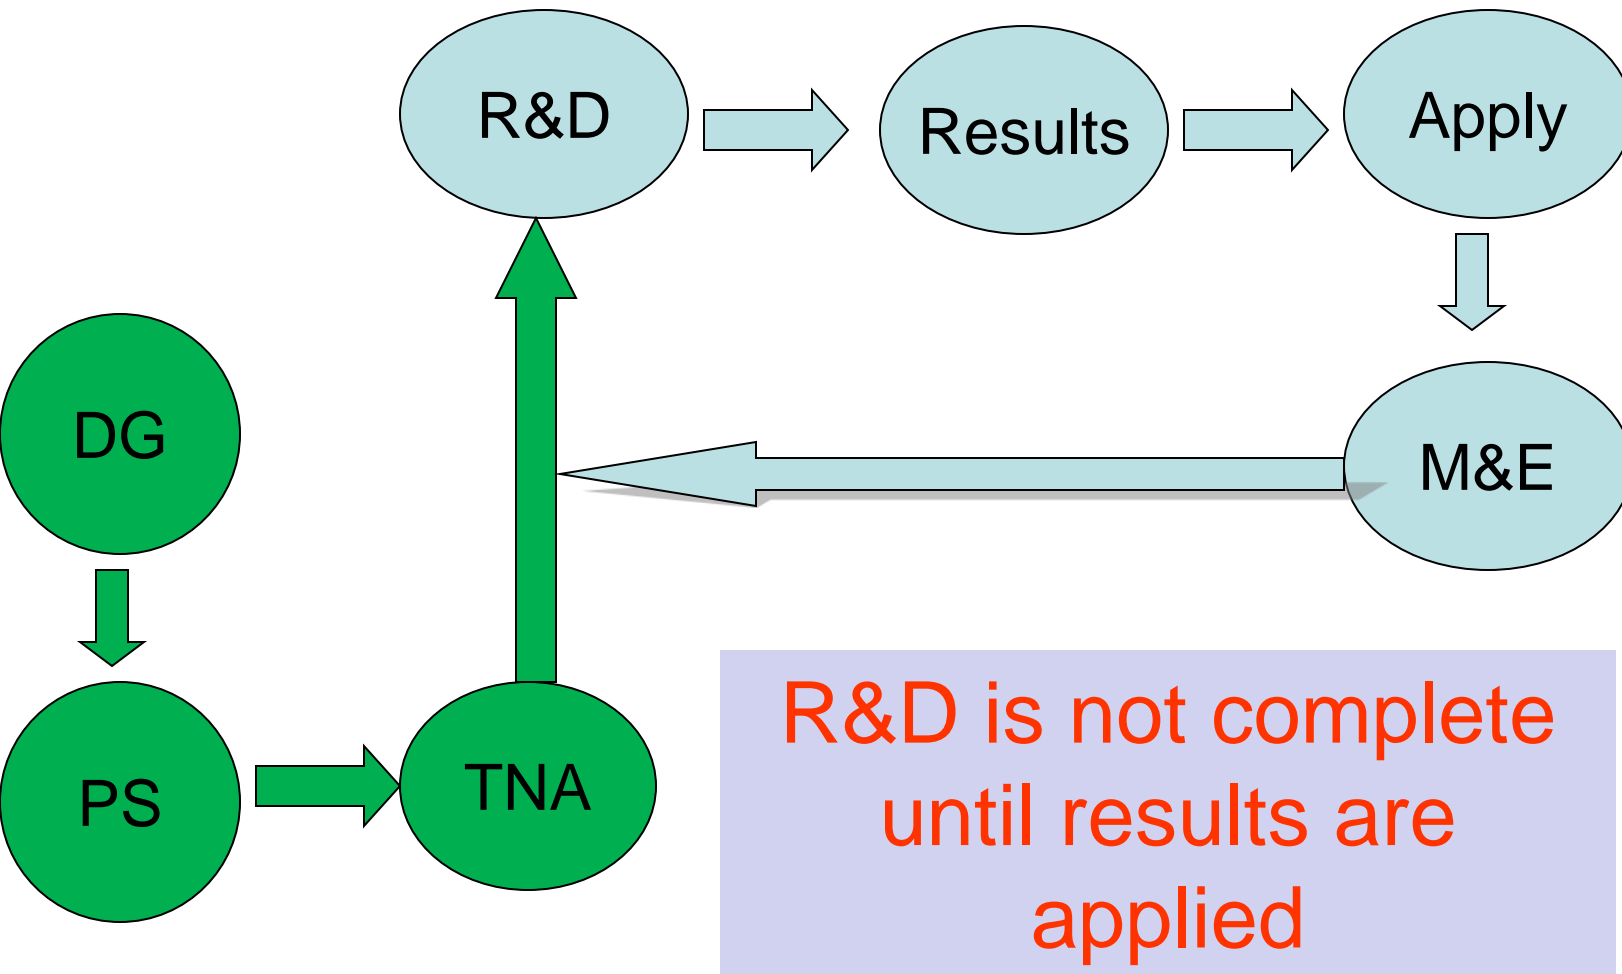 R&D
Results
Apply
DG
M&E
PS
TNA
R&D is not complete
until results are
applied